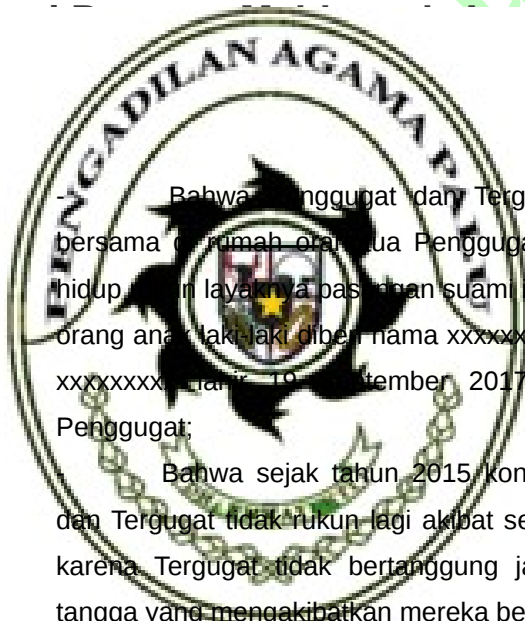 PENGADILAN AGAMA
- Bahwa Penggugat dan Terg
bersama di rumah orang tua Pengguga
hidup layaknya pasangan suami i
orang anak laki-laki diberi nama xxxxxx
xxxxxxxxx lahir 19 September 2017
Penggugat;
- Bahwa sejak tahun 2015 kon
dan Tergugat tidak rukun lagi akibat se
karena Tergugat tidak bertanggung ja
tangga yang mengakibatkan mereka be